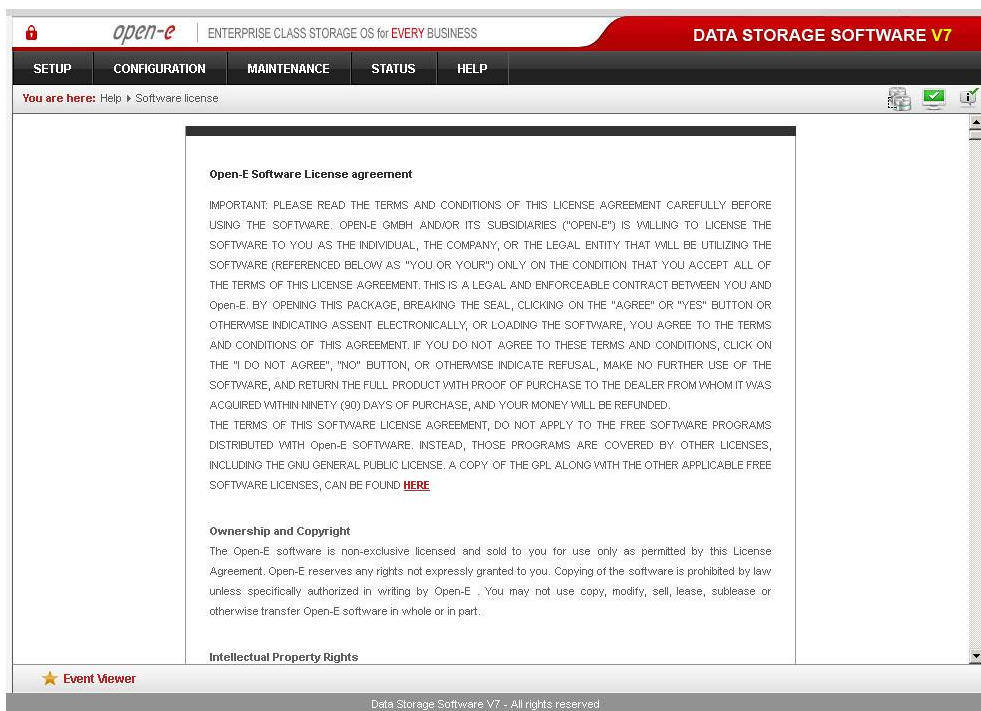 open-e ENTERPRISE CLASS STORAGE OS for EVERY BUSINESS DATA STORAGE SOFTWARE V7
SETUP CONFIGURATION MAINTENANCE STATUS HELP
You are here: Help Software license
Open-E Software License agreement
IMPORTANT: PLEASE READ THE TERMS AND CONDITIONS OF THIS LICENSE AGREEMENT CAREFULLY BEFORE
USING THE SOFTWARE. OPEN-E GMBH AND/OR ITS SUBSIDIARIES ("OPEN-E") IS WILLING TO LICENSE THE
SOFTWARE TO YOU AS THE INDIVIDUAL, THE COMPANY, OR THE LEGAL ENTITY THAT WILL BE UTILIZING THE
SOFTWARE (REFERENCED BELOW AS "YOU OR YOUR") ONLY ON THE CONDITION THAT YOU ACCEPT ALL OF
THE TERMS OF THIS LICENSE AGREEMENT. THIS IS A LEGAL AND ENFORCEABLE CONTRACT BETWEEN YOU AND
Open-E. BY OPENING THIS PACKAGE, BREAKING THE SEAL, CLICKING ON THE "AGREE" OR "YES" BUTTON OR
OTHERWISE INDICATING ASSENT ELECTRONICALLY, OR LOADING THE SOFTWARE, YOU AGREE TO THE TERMS
AND CONDITIONS OF THIS AGREEMENT. IF YOU DO NOT AGREE TO THESE TERMS AND CONDITIONS, CLICK ON
THE "I DO NOT AGREE", "NO" BUTTON, OR OTHERWISE INDICATE REFUSAL, MAKE NO FURTHER USE OF THE
SOFTWARE, AND RETURN THE FULL PRODUCT WITH PROOF OF PURCHASE TO THE DEALER FROM WHOM IT WAS
ACQUIRED WITHIN NINETY (90) DAYS OF PURCHASE, AND YOUR MONEY WILL BE REFUNDED.
THE TERMS OF THIS SOFTWARE LICENSE AGREEMENT, DO NOT APPLY TO THE FREE SOFTWARE PROGRAMS
DISTRIBUTED WITH Open-E SOFTWARE. INSTEAD, THOSE PROGRAMS ARE COVERED BY OTHER LICENSES,
INCLUDING THE GNU GENERAL PUBLIC LICENSE. A COPY OF THE GPL ALONG WITH THE OTHER APPLICABLE FREE
SOFTWARE LICENSES, CAN BE FOUND HERE
Ownership and Copyright
The Open-E software is non-exclusive licensed and sold to you for use only as permitted by this License
Agreement. Open-E reserves any rights not expressly granted to you. Copying of the software is prohibited by law
unless specifically authorized in writing by Open-E . You may not use copy, modify, sell, lease, sublease or
otherwise transfer Open-E software in whole or in part.
Intellectual Property Rights
Event Viewer
Data Storage Software V7 - All rights reserved